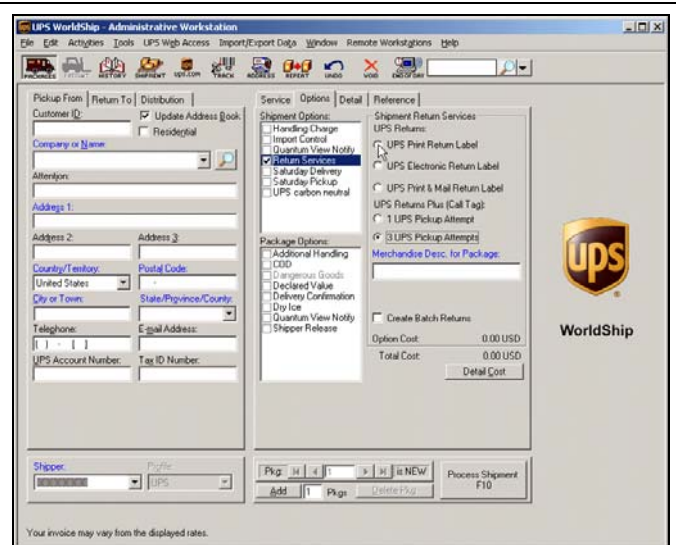 UPS WorldShip - Administrative Workstation
File Edit Activities Tools UPS Web Access Import/Export Data Window Remote Workstations Help
PACKAGES HISTORY SHIPMENT UPS.COM TRACK ADDRESS REPEAT UNDO VOID END OF DAY
Pickup From Return To Distribution
Customer ID:
Update Address Book
Residential
Company or Name:
Attention:
Address 1:
Address 2: Address 3:
Country/Territory: Postal Code:
United States -
City or Town: State/Province/County:
Telephone: E-mail Address:
( ) - [ ]
UPS Account Number: Tax ID Number:
Shipper: Profile:
UPS
Service Options Detail Reference
Shipment Options:
Handling Charge
Import Control
Quantum View Notify
Return Services
Saturday Delivery
Saturday Pickup
UPS carbon neutral
Package Options:
Additional Handling
COD
Dangerous Goods
Declared Value
Delivery Confirmation
Dry Ice
Quantum View Notify
Shipper Release
Shipment Return Services
UPS Returns:
UPS Print Return Label
UPS Electronic Return Label
UPS Print & Mail Return Label
UPS Returns Plus (Call Tag):
1 UPS Pickup Attempt
3 UPS Pickup Attempts
Merchandise Desc. for Package:
Create Batch Returns
Option Cost: 0.00 USD
Total Cost: 0.00 USD
Detail Cost
Pkg: 1 is NEW
Add 1 Pkgs Delete Pkg
Process Shipment
F10
ups
WorldShip
Your invoice may vary from the displayed rates.